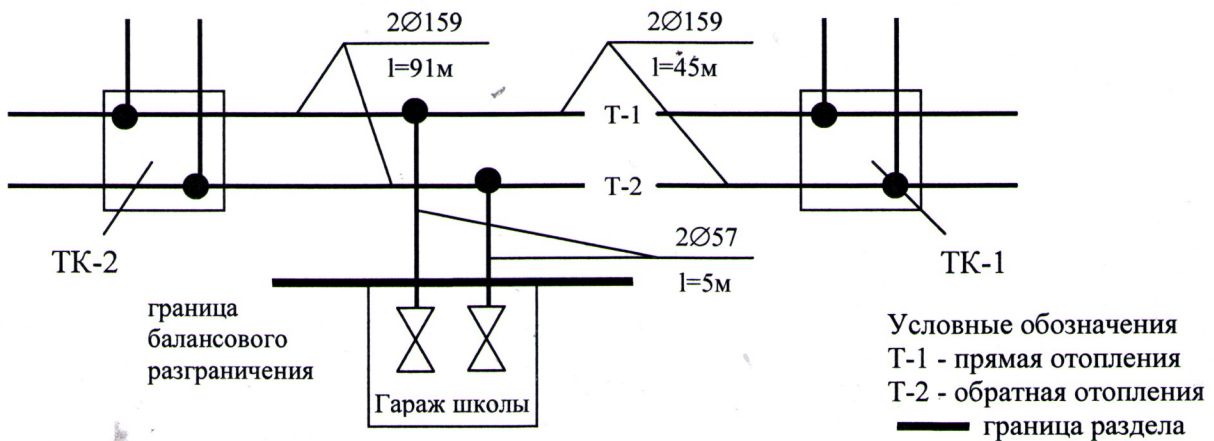 2Ø159
l=91м
2Ø159
l=45м
Т-1
Т-2
ТК-2
ТК-1
2Ø57
l=5м
граница
балансового
разграничения
Гараж школы
Условные обозначения
Т-1 - прямая отопления
Т-2 - обратная отопления
граница раздела